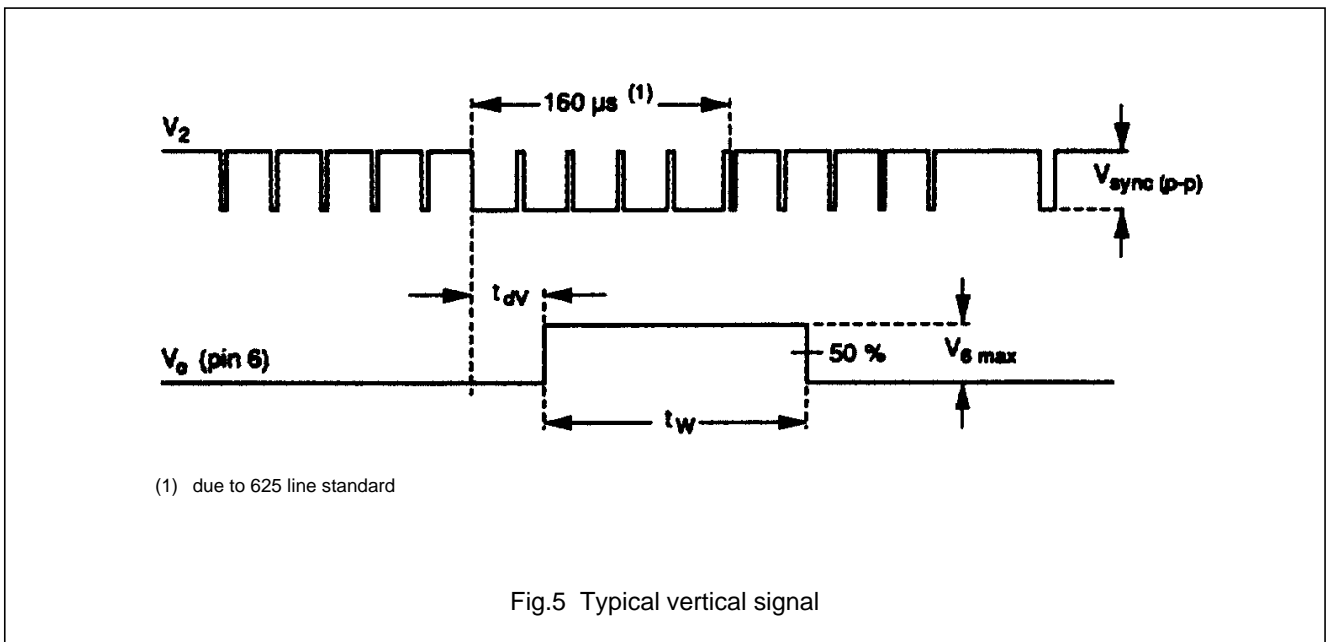 160 µs (1)
V2
Vsync (p-p)
tdV
Vo (pin 6)
50 %
V6 max
tW
(1) due to 625 line standard
Fig.5 Typical vertical signal